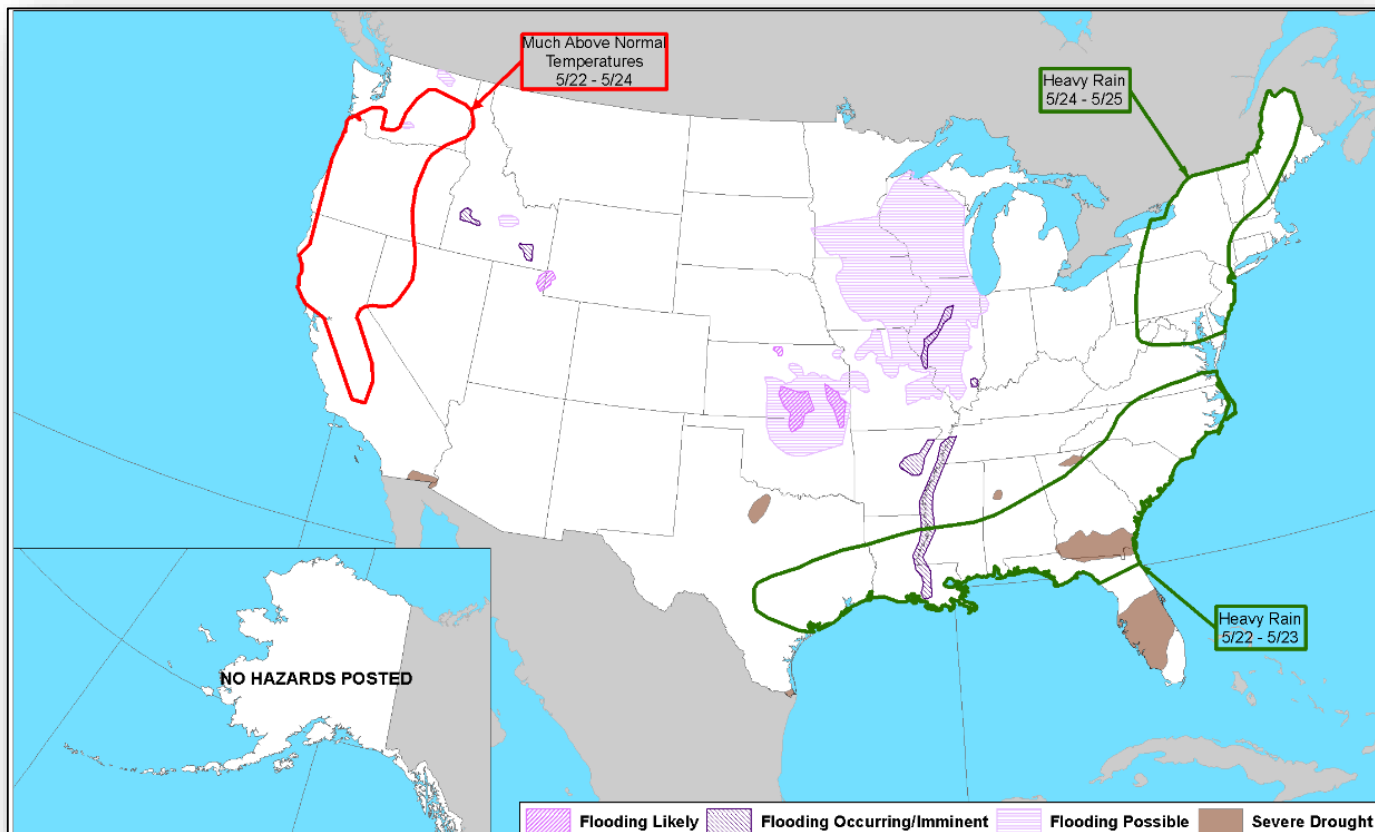 Much Above Normal
Temperatures
5/22 - 5/24
Heavy Rain
5/24 - 5/25
Heavy Rain
5/22 - 5/23
NO HAZARDS POSTED
Flooding Likely
Flooding Occurring/Imminent
Flooding Possible
Severe Drought